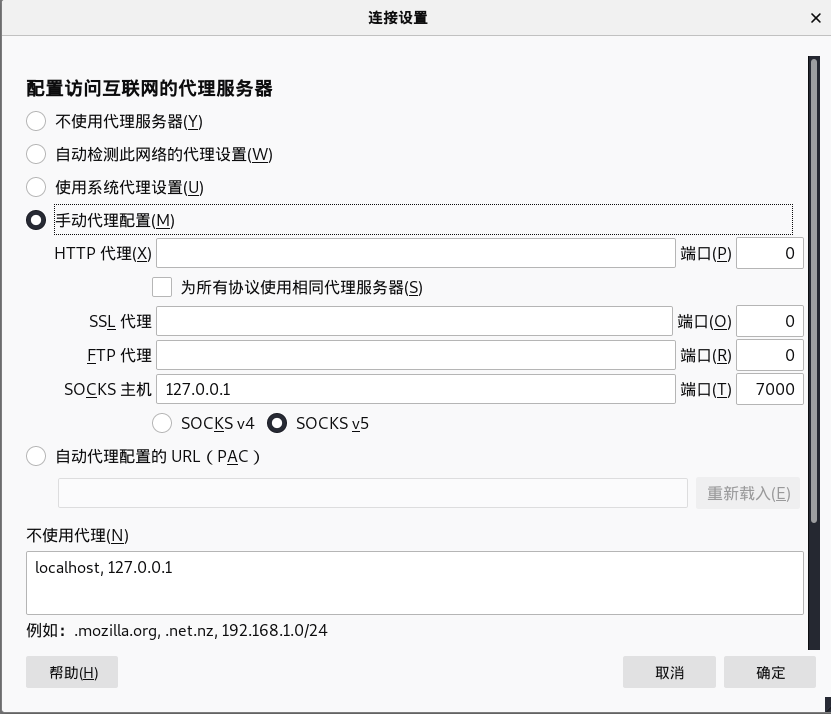 连接设置
配置访问互联网的代理服务器
不使用代理服务器(Y)
自动检测此网络的代理设置(W)
使用系统代理设置(U)
手动代理配置(M)
HTTP 代理(X) 端口(P) 0
为所有协议使用相同代理服务器(S)
SSL 代理 端口(O) 0
FTP 代理 端口(R) 0
SOCKS 主机 127.0.0.1 端口(T) 7000
SOCKS v4 SOCKS v5
自动代理配置的 URL（PAC）
重新载入(E)
不使用代理(N)
localhost, 127.0.0.1
例如：.mozilla.org, .net.nz, 192.168.1.0/24
帮助(H) 取消 确定